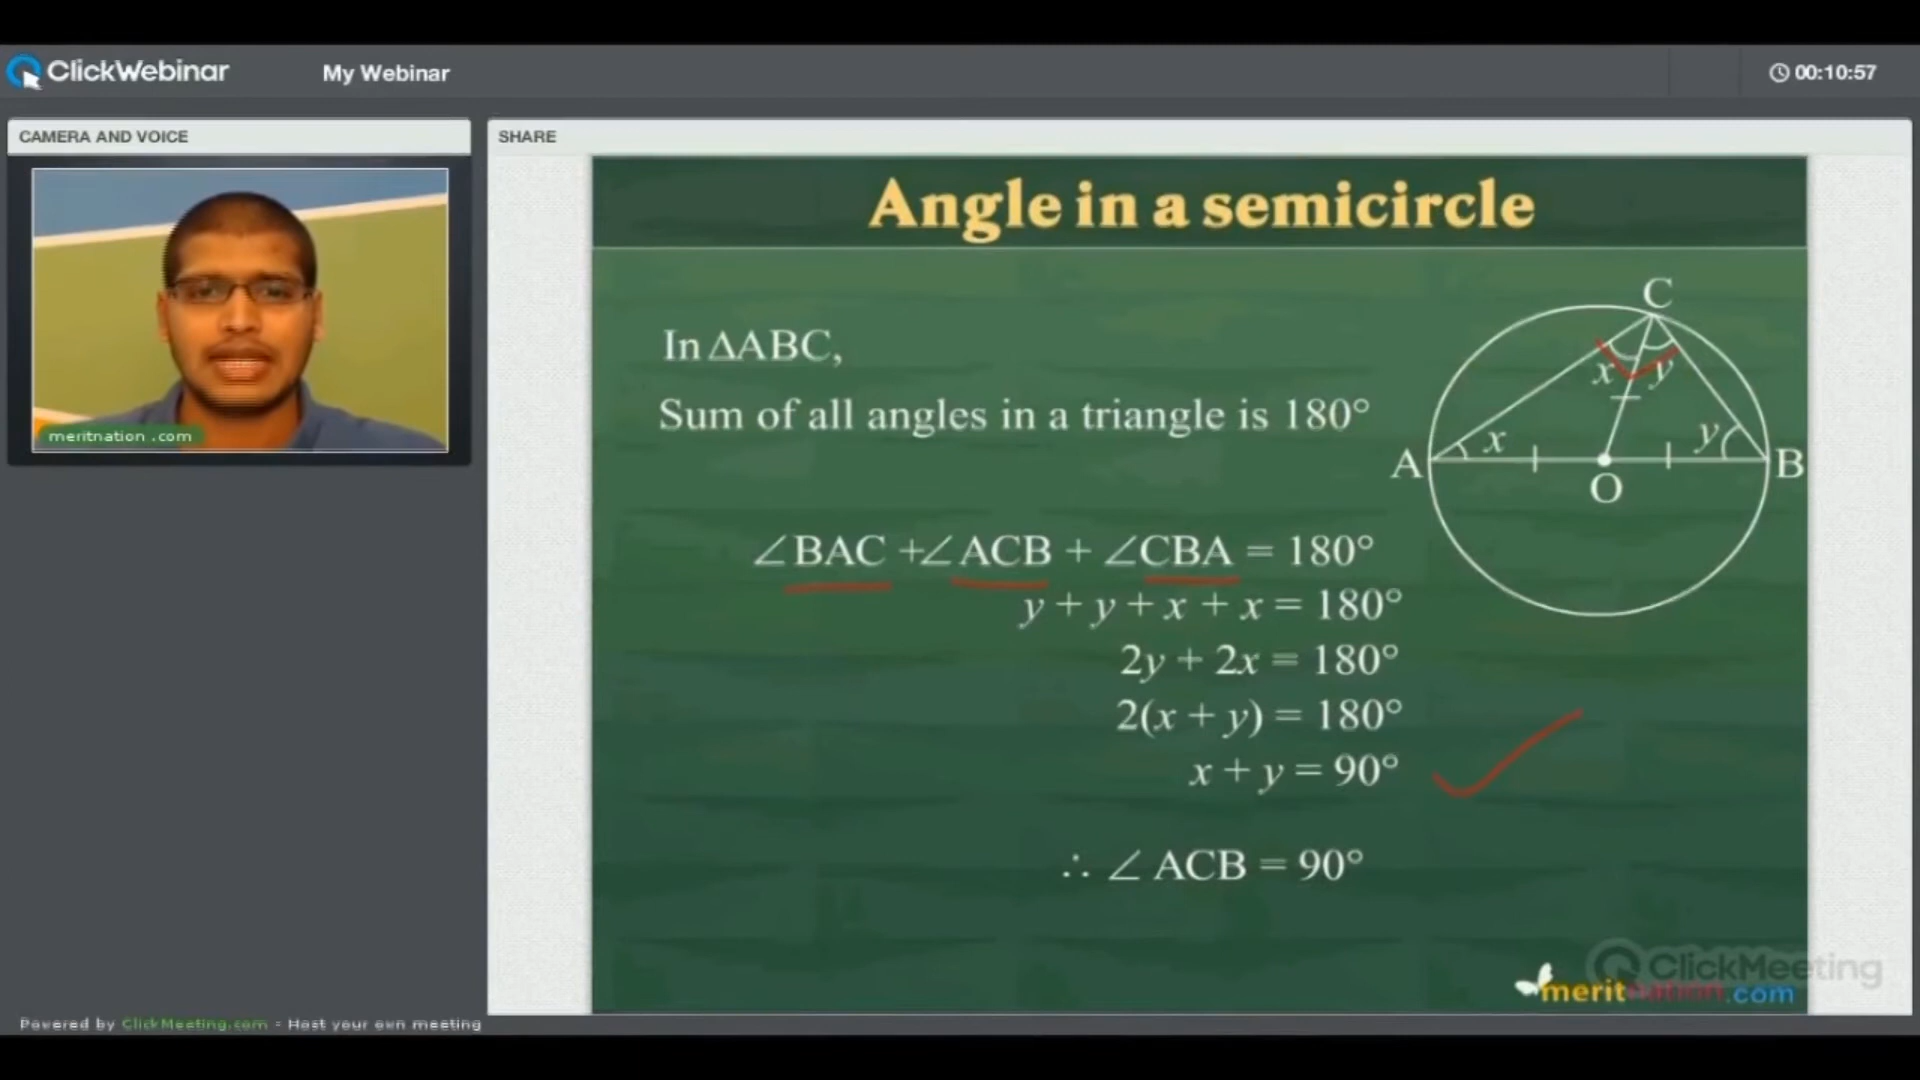 ClickWebinar
My Webinar
00:10:57
CAMERA AND VOICE
SHARE
meritnation .com
Angle in a semicircle
In ΔABC,
Sum of all angles in a triangle is 180°
∠BAC +∠ACB + ∠CBA = 180°
y + y + x + x = 180°
2y + 2x = 180°
2(x + y) = 180°
x + y = 90°
∴ ∠ ACB = 90°
C
x y
x y
A B
O
ClickMeeting
meritnation.com
Powered by ClickMeeting.com - Host your own meeting